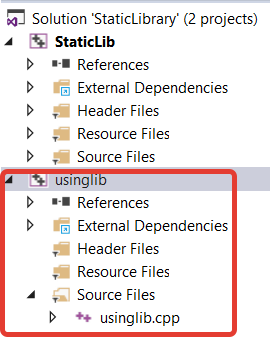 Solution 'StaticLibrary' (2 projects)
StaticLib
References
External Dependencies
Header Files
Resource Files
Source Files
usinglib
References
External Dependencies
Header Files
Resource Files
Source Files
usinglib.cpp